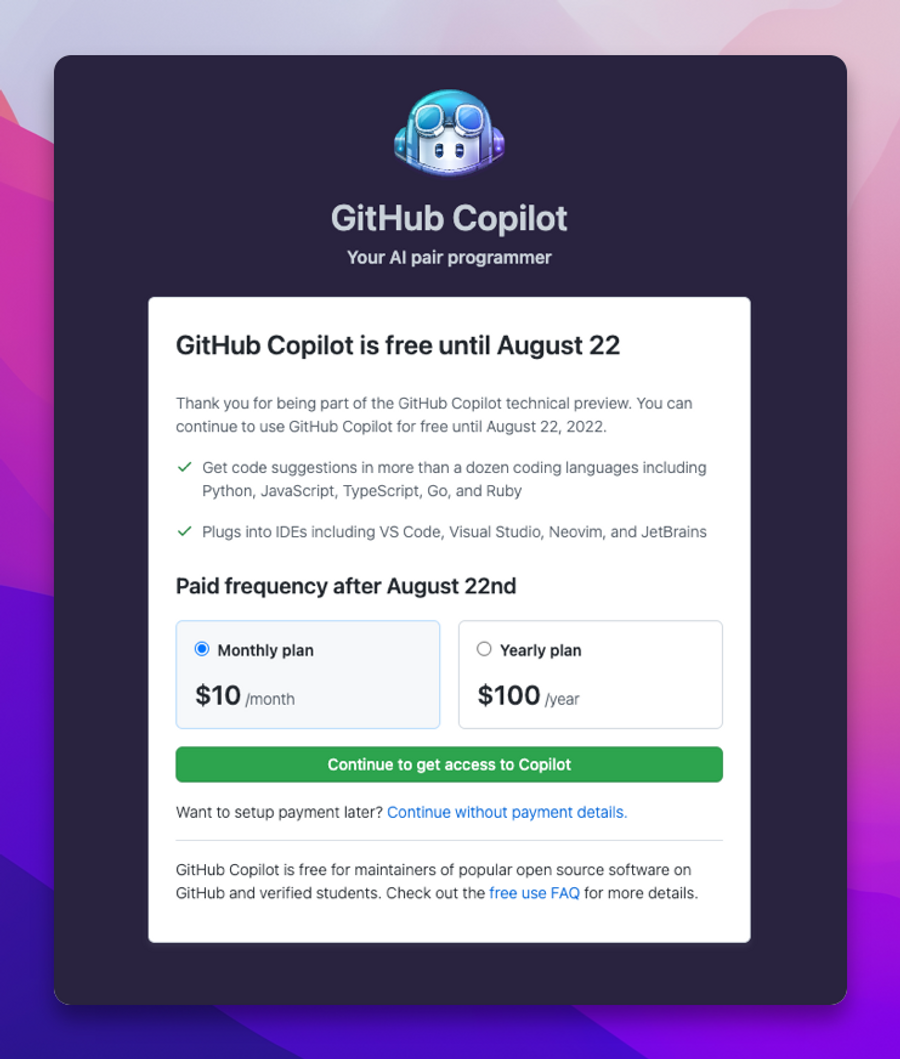 GitHub Copilot
Your AI pair programmer
GitHub Copilot is free until August 22
Thank you for being part of the GitHub Copilot technical preview. You can
continue to use GitHub Copilot for free until August 22, 2022.
Get code suggestions in more than a dozen coding languages including
Python, JavaScript, TypeScript, Go, and Ruby
Plugs into IDEs including VS Code, Visual Studio, Neovim, and JetBrains
Paid frequency after August 22nd
Monthly plan
$10 /month
Yearly plan
$100 /year
Continue to get access to Copilot
Want to setup payment later? Continue without payment details.
GitHub Copilot is free for maintainers of popular open source software on
GitHub and verified students. Check out the free use FAQ for more details.